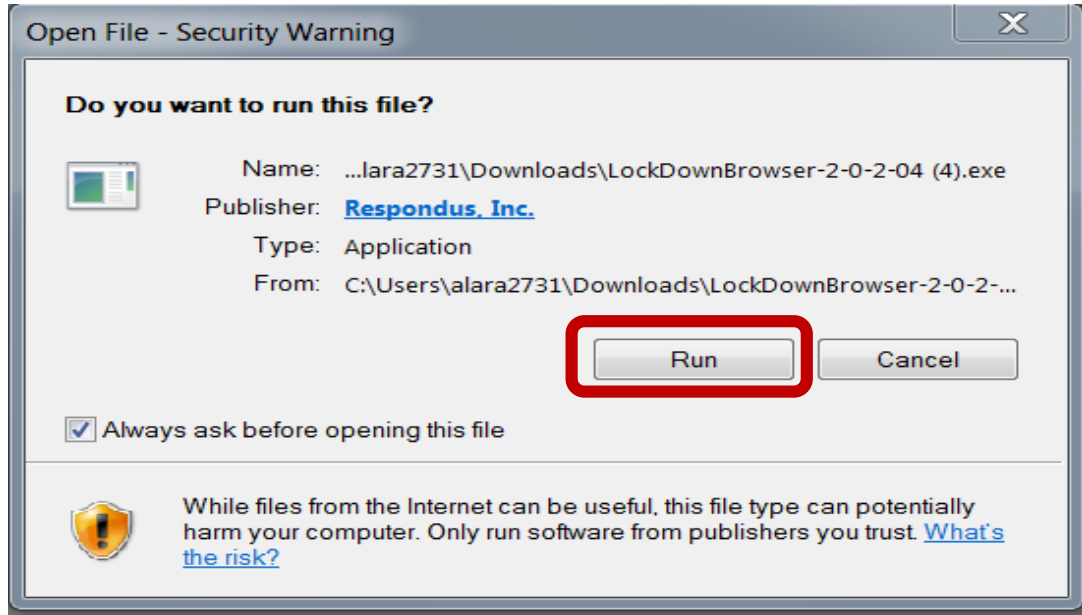 Open File - Security Warning
Do you want to run this file?
Name: ...lara2731\Downloads\LockDownBrowser-2-0-2-04 (4).exe
Publisher: Respondus, Inc.
Type: Application
From: C:\Users\alara2731\Downloads\LockDownBrowser-2-0-2-...
Run Cancel
Always ask before opening this file
While files from the Internet can be useful, this file type can potentially
harm your computer. Only run software from publishers you trust. What's
the risk?